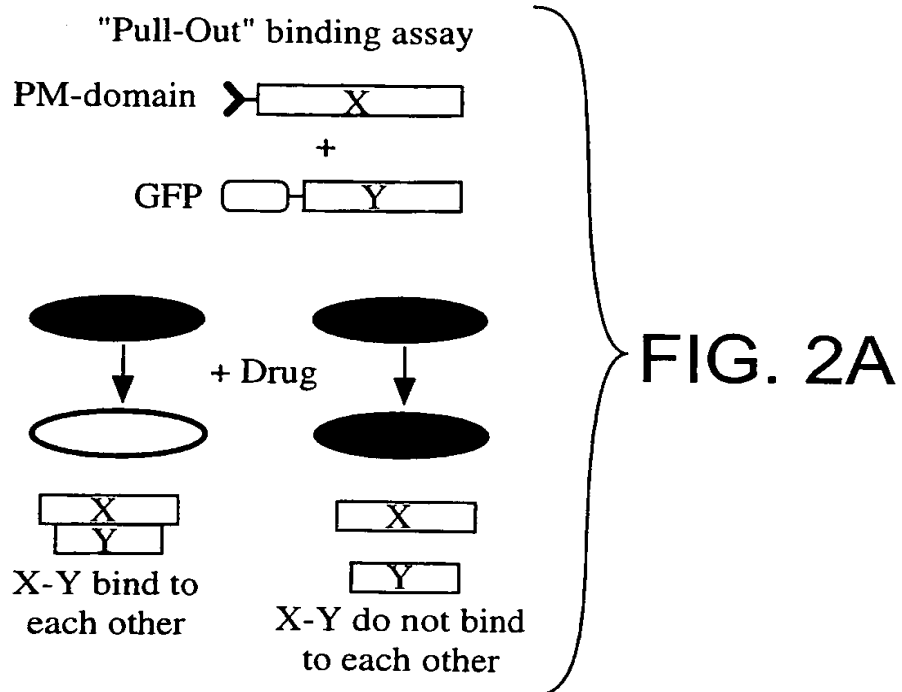 "Pull-Out" binding assay
PM-domain
X
+
GFP
Y
+ Drug
X
Y
X-Y bind to
each other
X
Y
X-Y do not bind
to each other
FIG. 2A